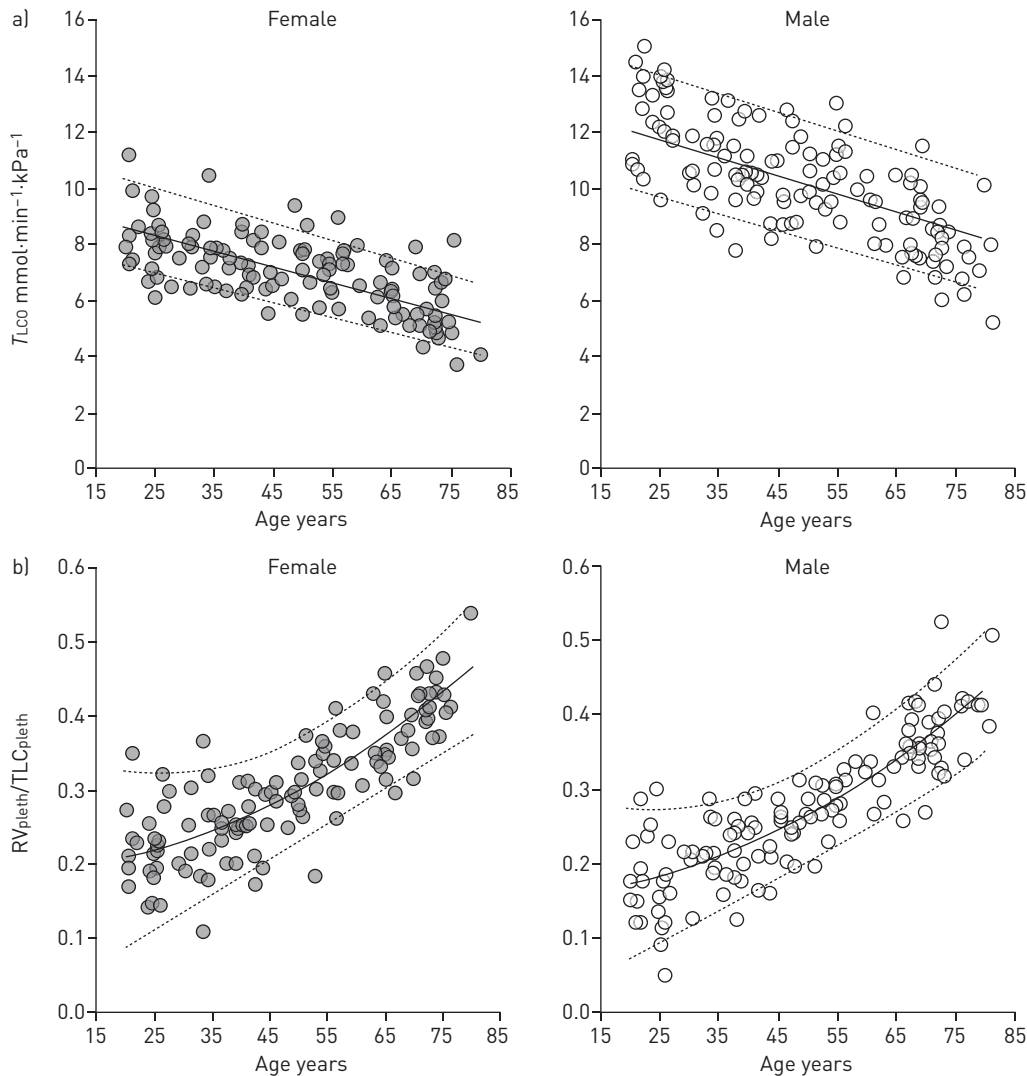 a)
Female
Male
16
14
12
10
8
6
4
2
0
TLCO mmol·min⁻¹·kPa⁻¹
15 25 35 45 55 65 75 85
Age years
16
14
12
10
8
6
4
2
0
15 25 35 45 55 65 75 85
Age years
b)
Female
Male
0.6
0.5
0.4
0.3
0.2
0.1
0.0
RVpleth/TLCpleth
15 25 35 45 55 65 75 85
Age years
0.6
0.5
0.4
0.3
0.2
0.1
0.0
15 25 35 45 55 65 75 85
Age years